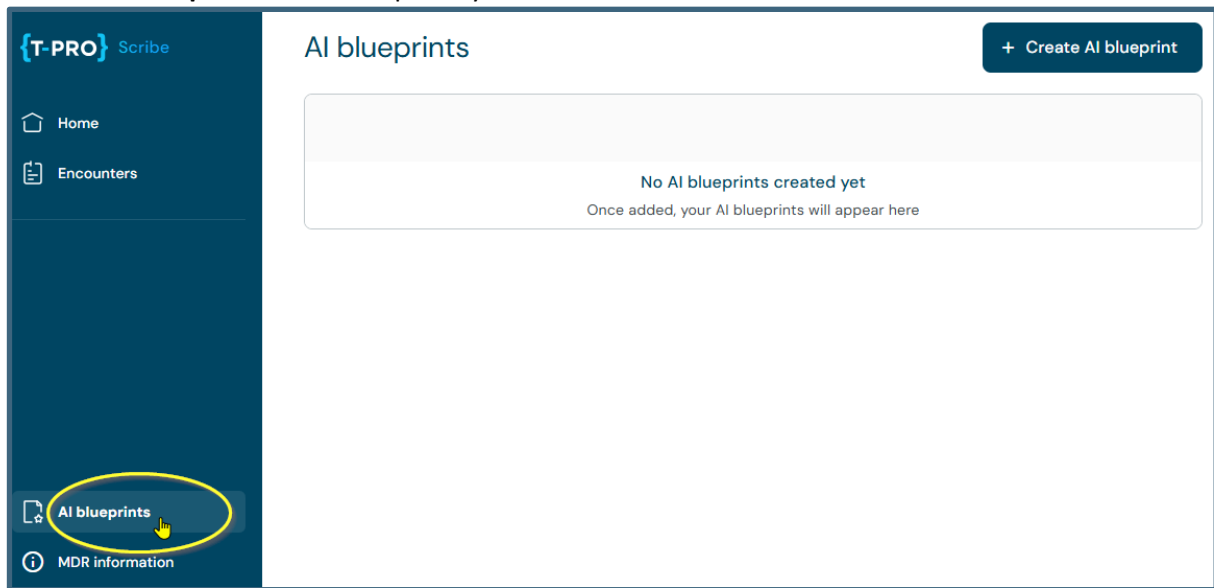 {T-PRO} Scribe
Home
Encounters
AI blueprints
MDR information
AI blueprints
+ Create AI blueprint
No AI blueprints created yet
Once added, your AI blueprints will appear here